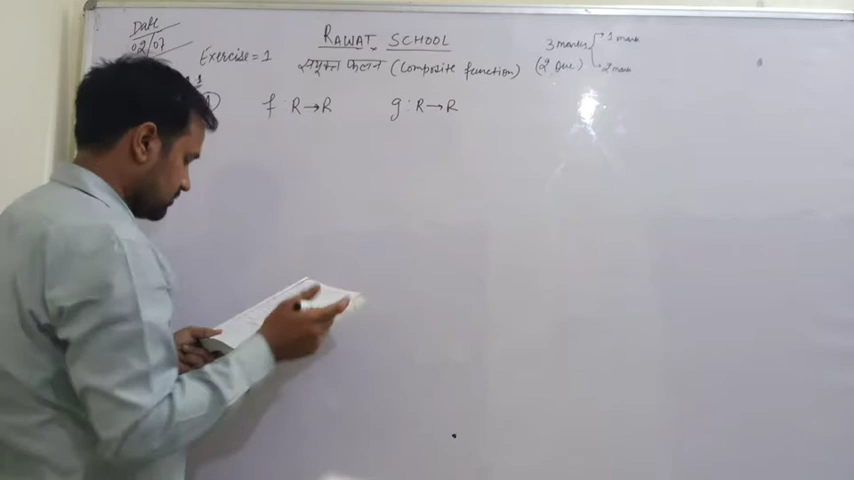 Date
02/07
RAWAT SCHOOL
Exercise = 1
3 marks 1 mark
संयुक्त फलन (Composite function)
(2 Que) 2 mark
f : R→R g : R→R